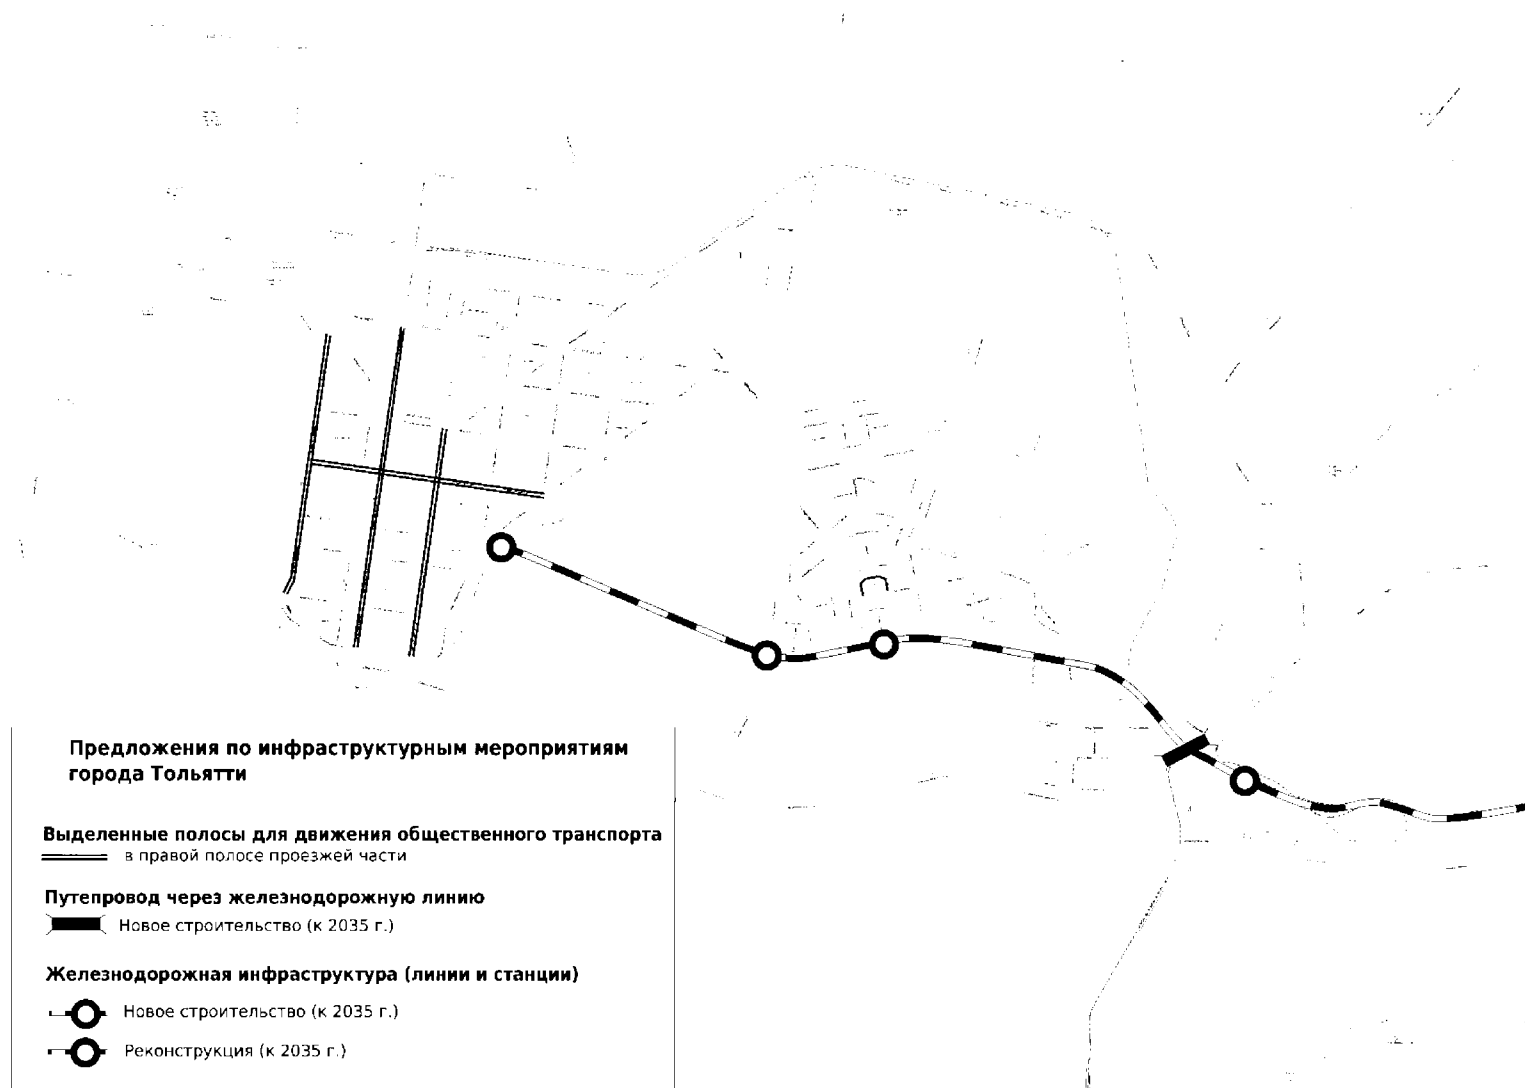 Предложения по инфраструктурным мероприятиям
города Тольятти
Выделенные полосы для движения общественного транспорта
в правой полосе проезжей части
Путепровод через железнодорожную линию
Новое строительство (к 2035 г.)
Железнодорожная инфраструктура (линии и станции)
Новое строительство (к 2035 г.)
Реконструкция (к 2035 г.)